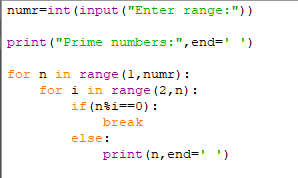 numr=int(input("Enter range:"))
print("Prime numbers:",end=' ')
for n in range(1,numr):
    for i in range(2,n):
        if(n%i==0):
            break
        else:
            print(n,end=' ')